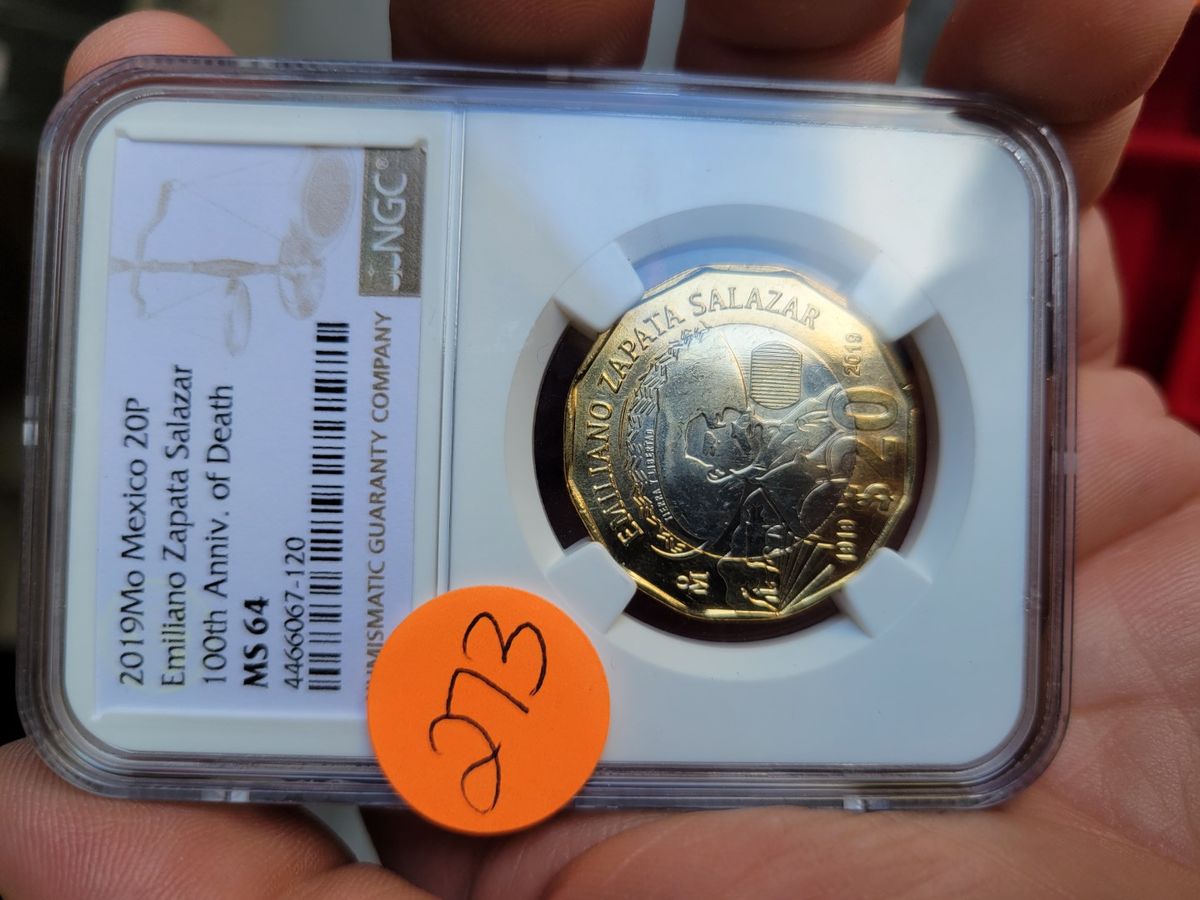 NGC®
NUMISMATIC GUARANTY COMPANY
2019Mo Mexico 20P
Emiliano Zapata Salazar
100th Anniv. of Death
MS 64
4466067-120
273
EMILIANO ZAPATA SALAZAR
TIERRA Y LIBERTAD
2019
$20
1919
Mo